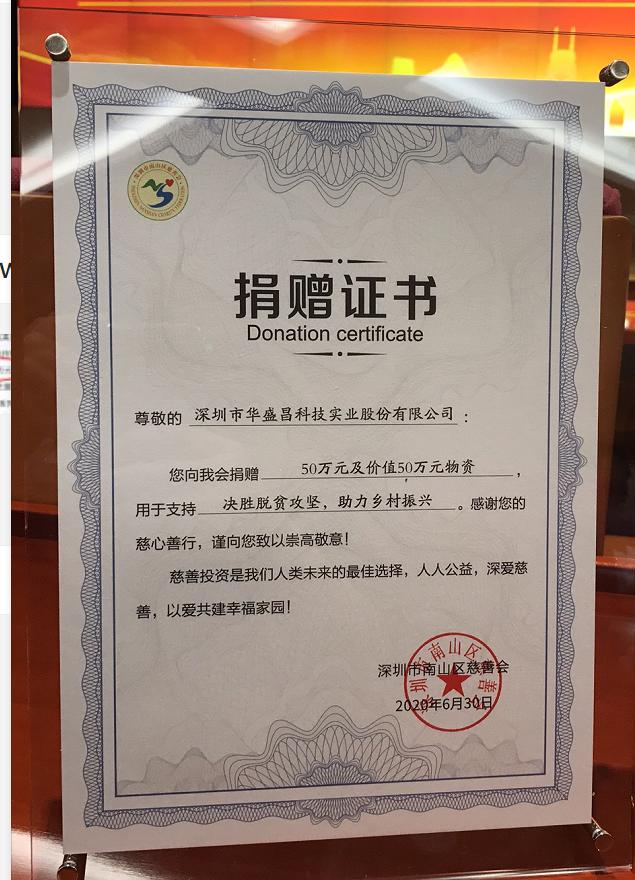 捐赠证书
Donation certificate
尊敬的 深圳市华盛昌科技实业股份有限公司：
您向我会捐赠 50万元及价值50万元物资，
用于支持 决胜脱贫攻坚，助力乡村振兴。感谢您的
慈心善行，谨向您致以崇高敬意！
慈善投资是我们人类未来的最佳选择，人人公益，深爱慈
善，以爱共建幸福家园！
深圳市南山区慈善会
2020年6月30日